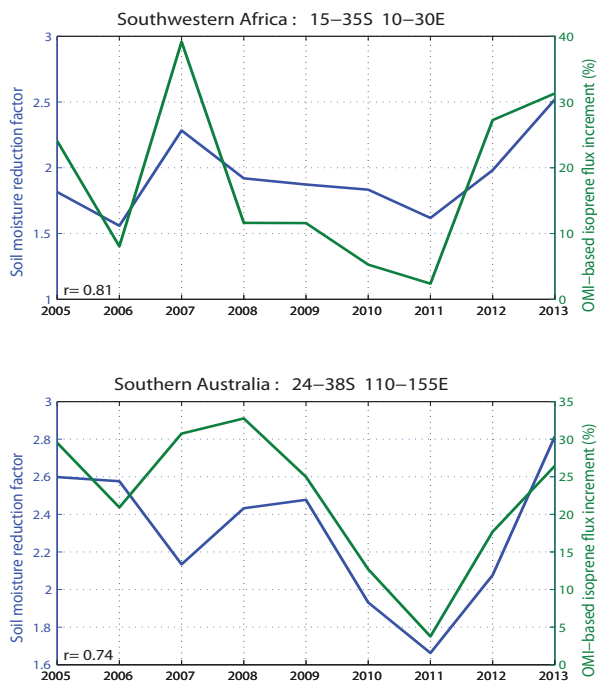 Southwestern Africa : 15−35S 10−30E
Soil moisture reduction factor
3
2.5
2
1.5
1
40
30
20
10
0
OMI−based isoprene flux increment (%)
r= 0.81
2005 2006 2007 2008 2009 2010 2011 2012 2013
Southern Australia : 24−38S 110−155E
Soil moisture reduction factor
3
2.8
2.6
2.4
2.2
2
1.8
1.6
35
30
25
20
15
10
5
0
OMI−based isoprene flux increment (%)
r= 0.74
2005 2006 2007 2008 2009 2010 2011 2012 2013